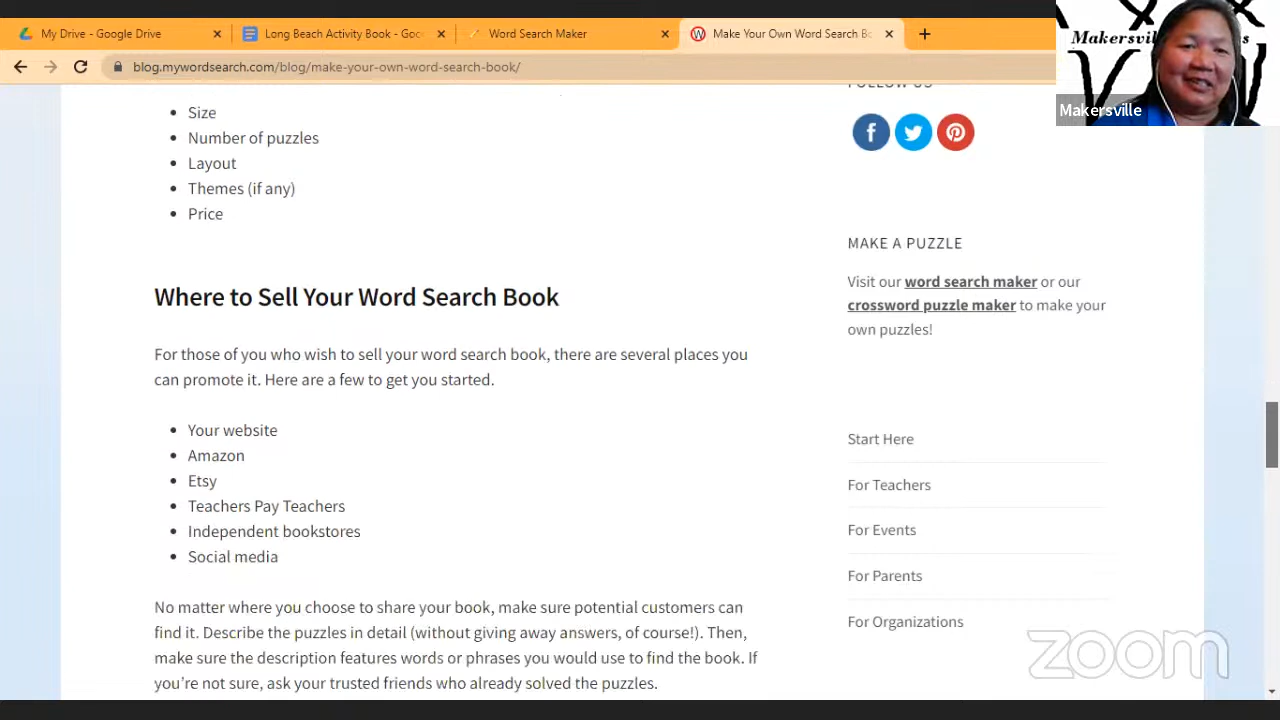 My Drive - Google Drive
Long Beach Activity Book - Goo
Word Search Maker
Make Your Own Word Search Bo
blog.mywordsearch.com/blog/make-your-own-word-search-book/
Makersville
Size
Number of puzzles
Layout
Themes (if any)
Price
Where to Sell Your Word Search Book
For those of you who wish to sell your word search book, there are several places you
can promote it. Here are a few to get you started.
Your website
Amazon
Etsy
Teachers Pay Teachers
Independent bookstores
Social media
No matter where you choose to share your book, make sure potential customers can
find it. Describe the puzzles in detail (without giving away answers, of course!). Then,
make sure the description features words or phrases you would use to find the book. If
you're not sure, ask your trusted friends who already solved the puzzles.
FOLLOW US
MAKE A PUZZLE
Visit our word search maker or our
crossword puzzle maker to make your
own puzzles!
Start Here
For Teachers
For Events
For Parents
For Organizations
zoom